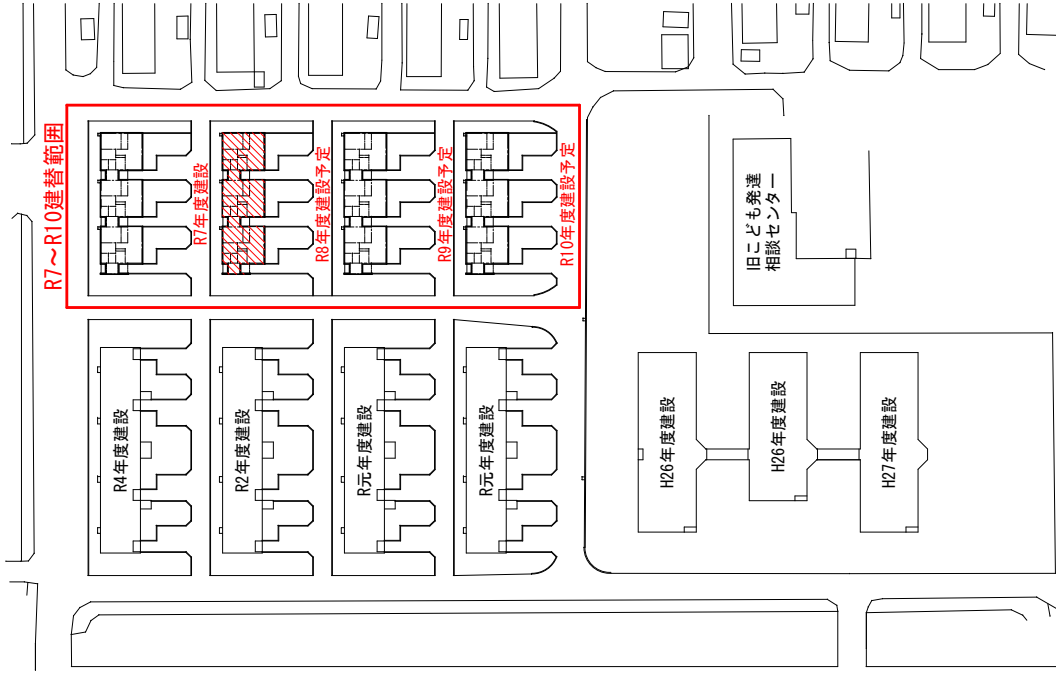 R7～R10建替範囲
R7年度建設
R8年度建設予定
R9年度建設予定
R10年度建設予定
R4年度建設
R2年度建設
R元年度建設
R元年度建設
旧こども発達
相談センター
H26年度建設
H26年度建設
H27年度建設